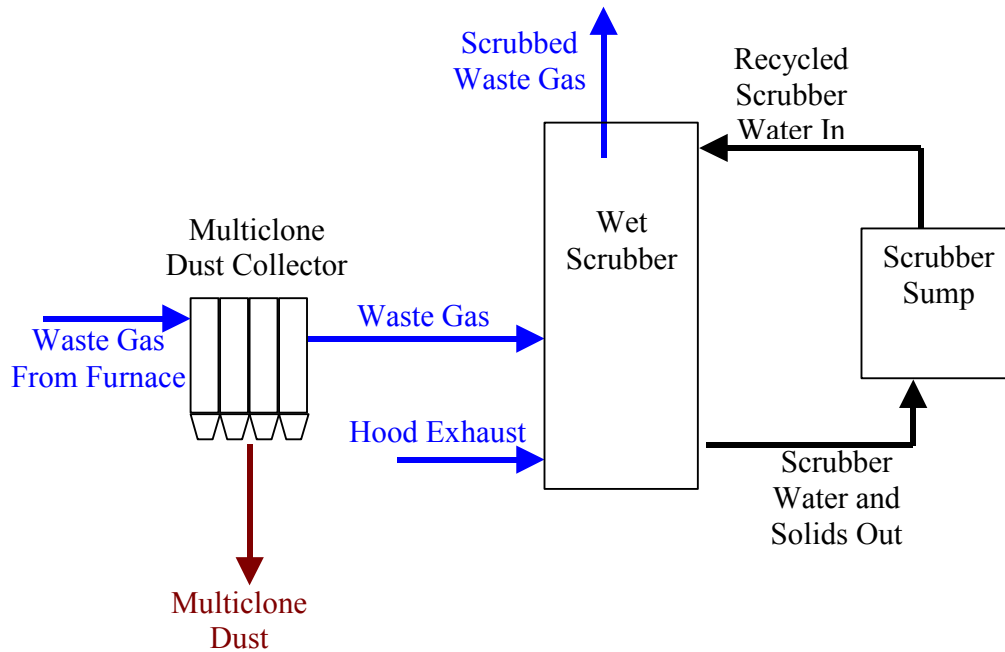 Scrubbed
Waste Gas
Recycled
Scrubber
Water In
Wet
Scrubber
Scrubber
Sump
Multiclone
Dust Collector
Waste Gas
Waste Gas
From Furnace
Hood Exhaust
Scrubber
Water and
Solids Out
Multiclone
Dust